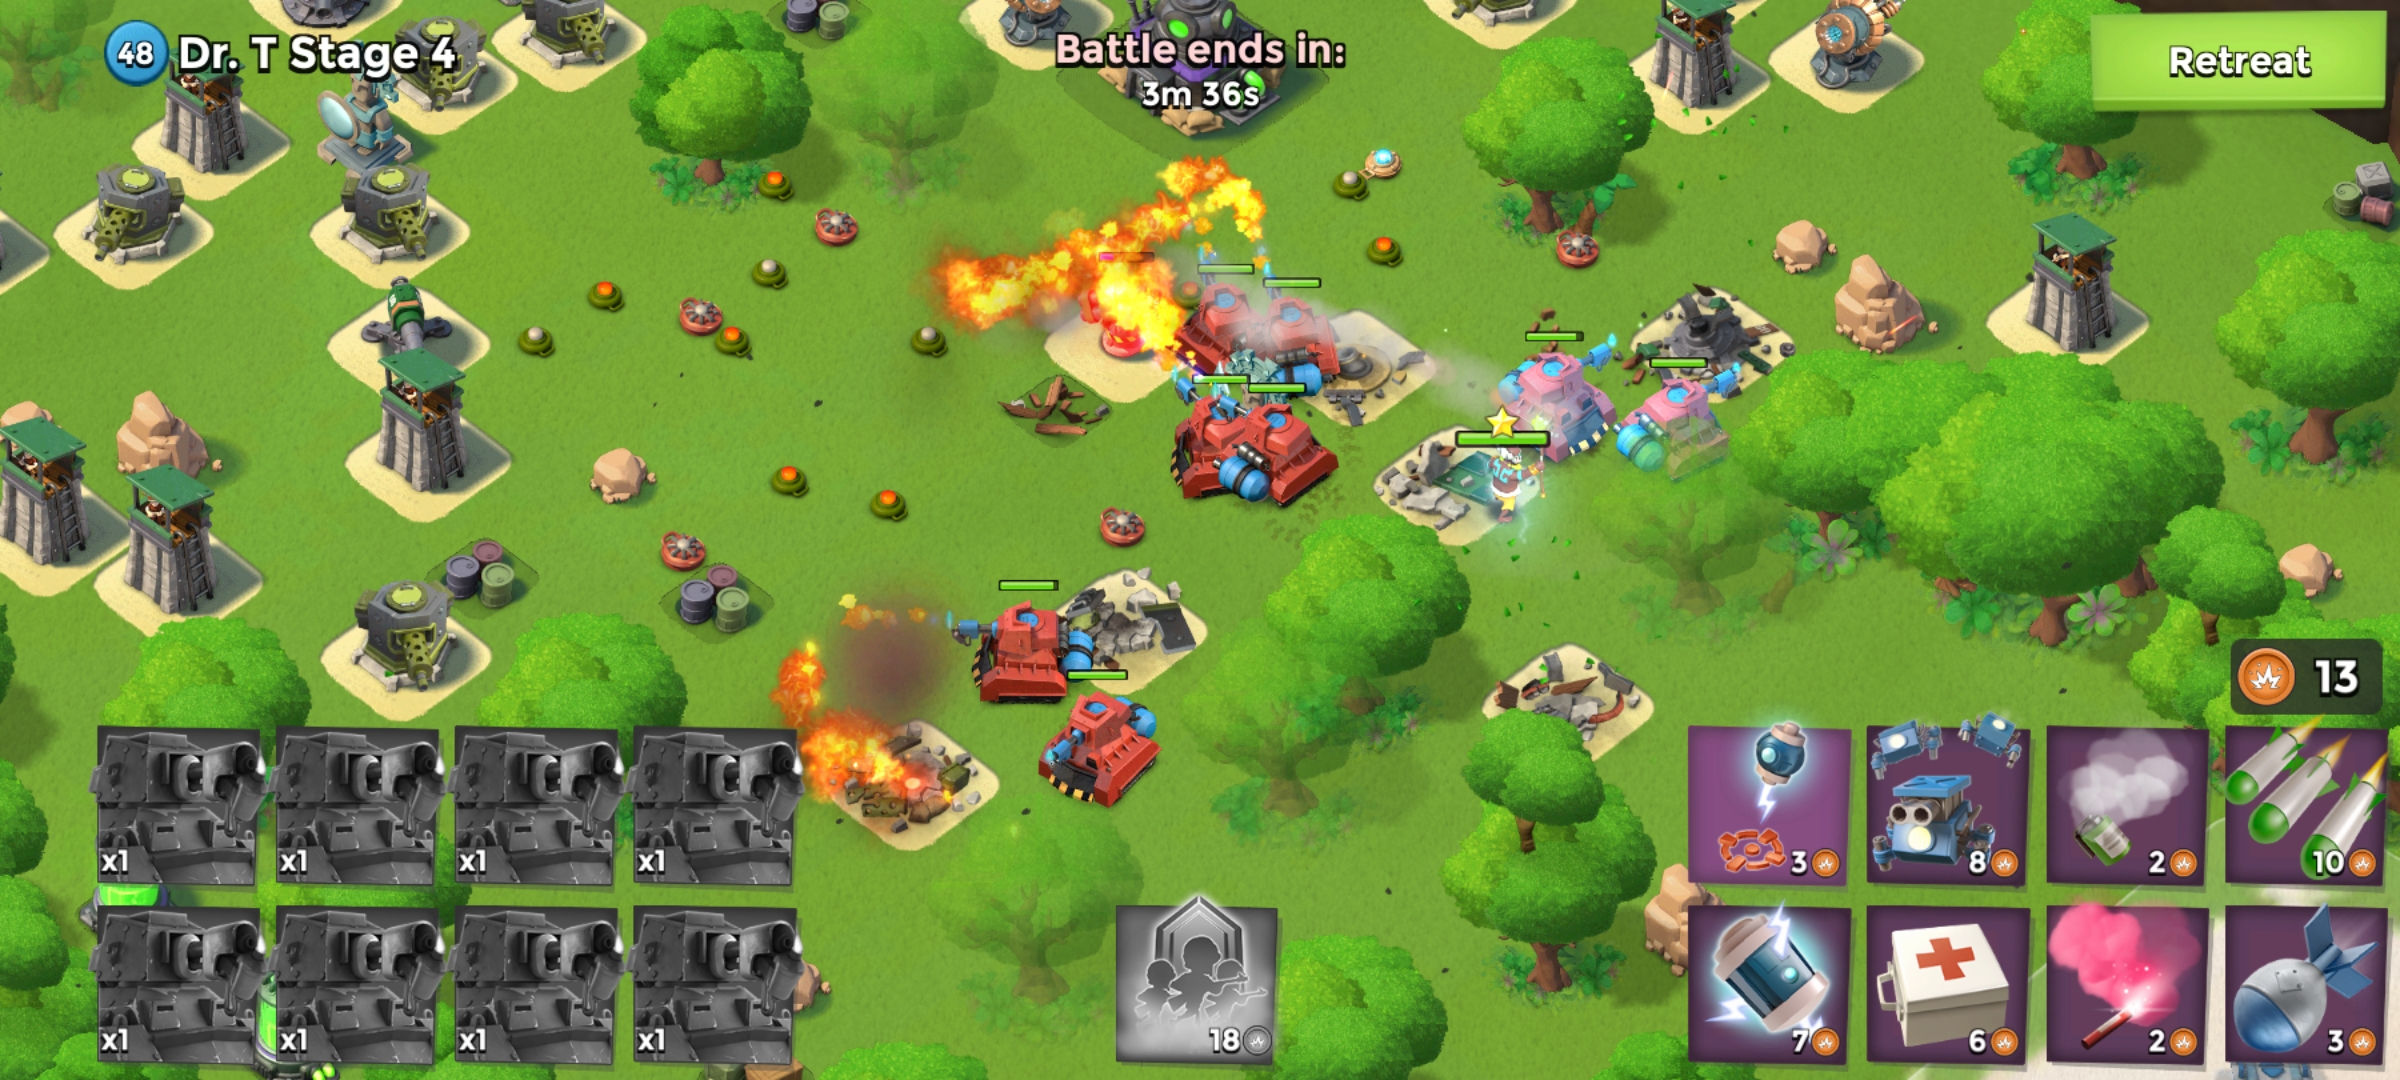 48 Dr. T Stage 4
Battle ends in:
3m 36s
Retreat
13
x1 x1 x1 x1
3 8 2 10
x1 x1 x1 x1
18
7 6 2 3